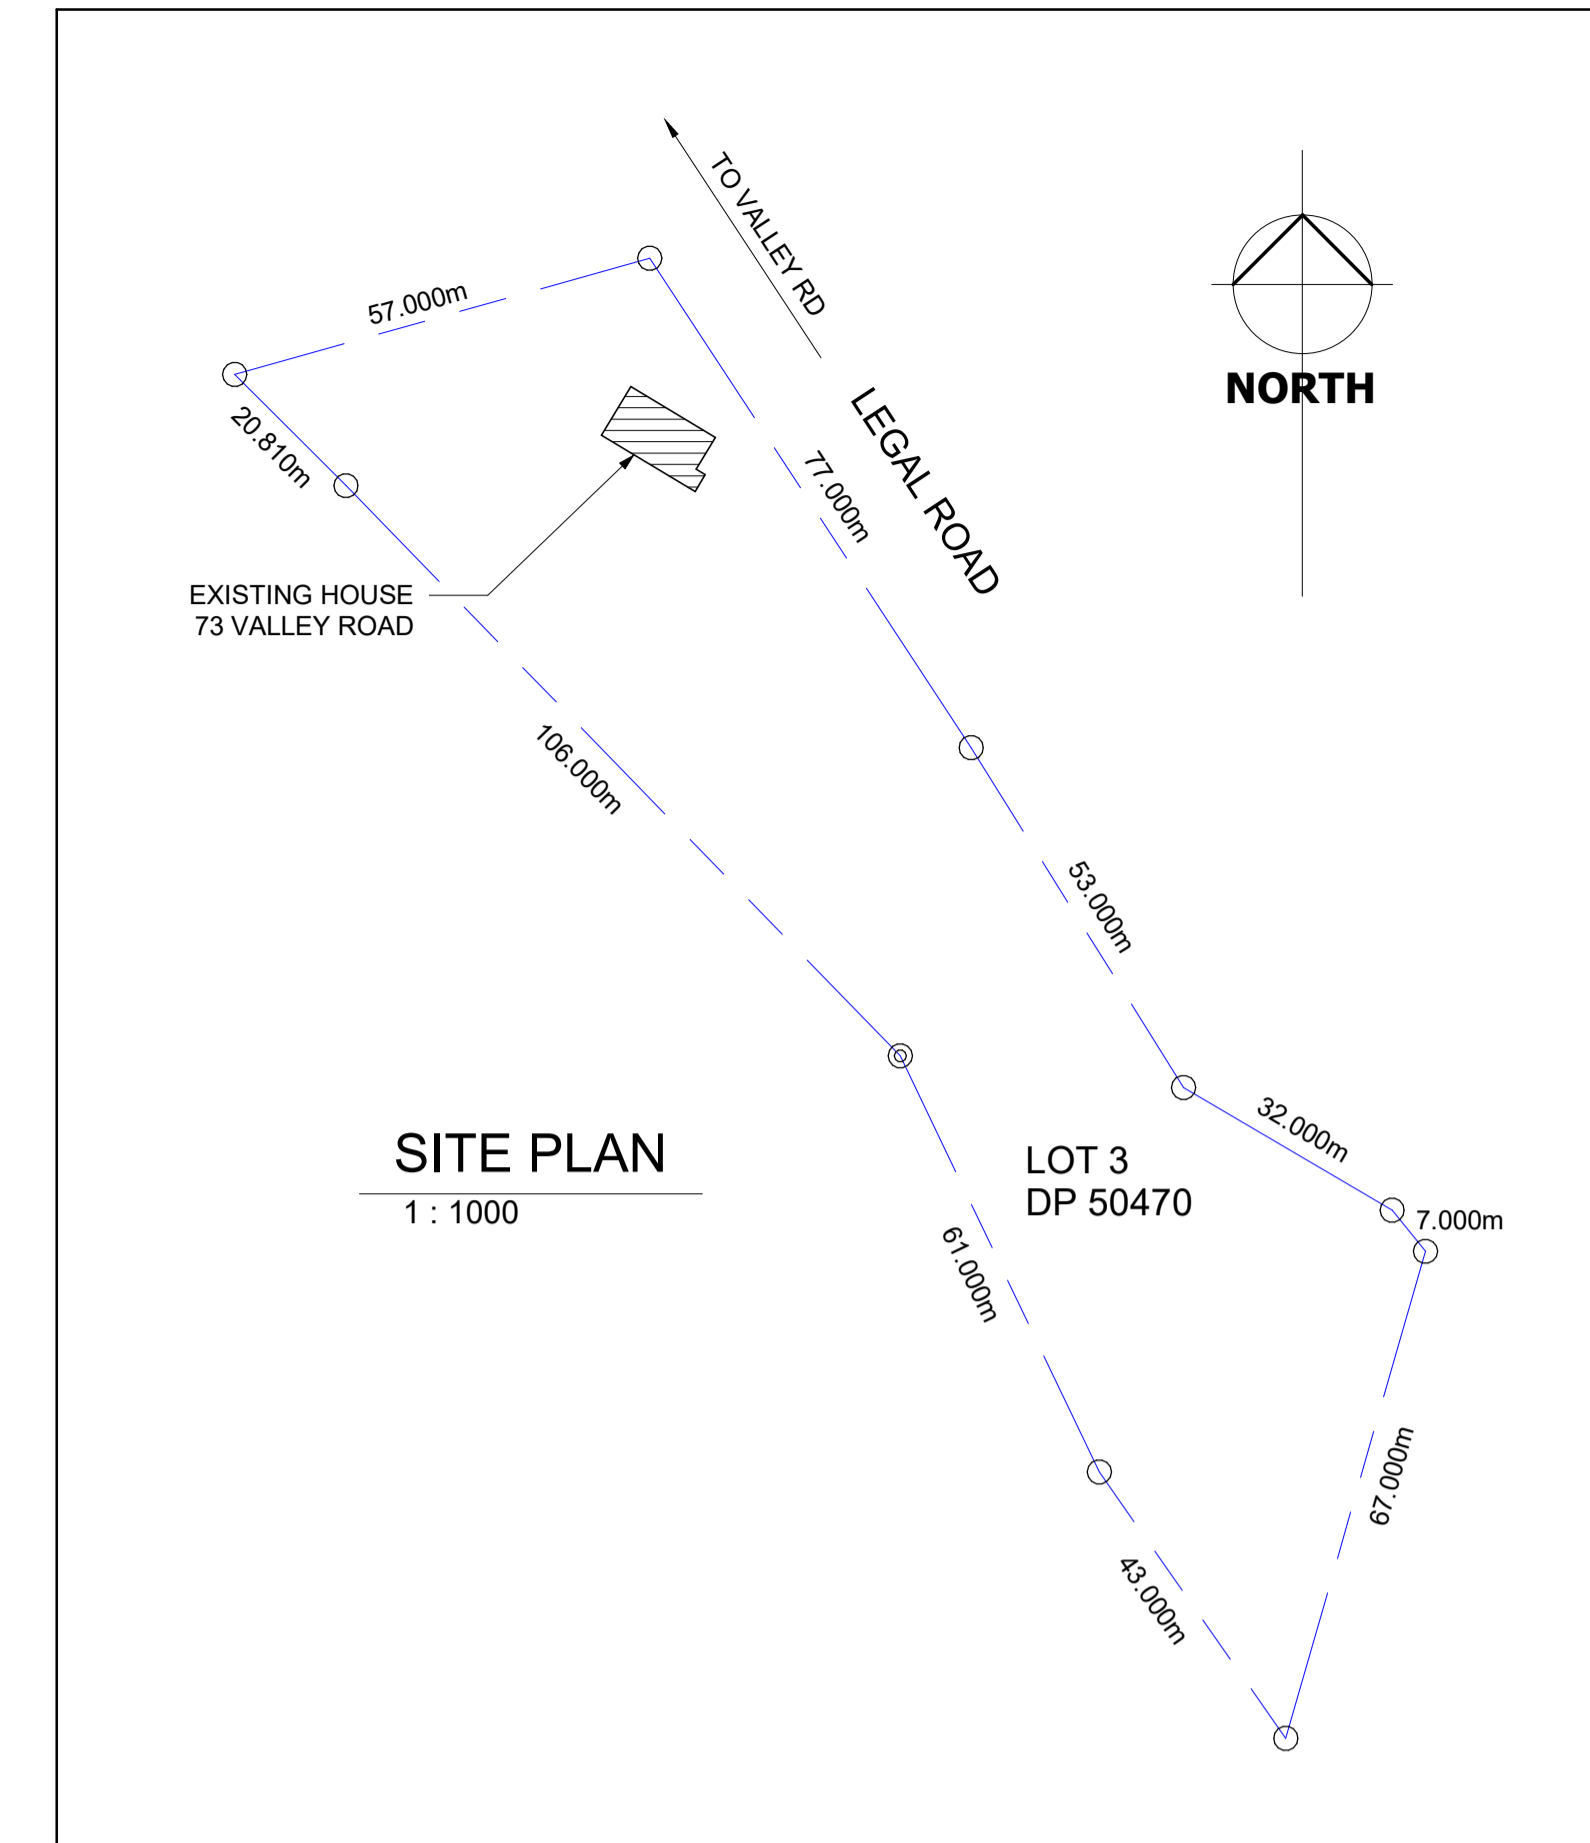 TO VALLEY RD
57.000m
NORTH
20.810m
LEGAL ROAD
77.000m
EXISTING HOUSE
73 VALLEY ROAD
106.000m
53.000m
SITE PLAN
1 : 1000
32.000m
LOT 3
DP 50470
7.000m
61.000m
67.000m
43.000m